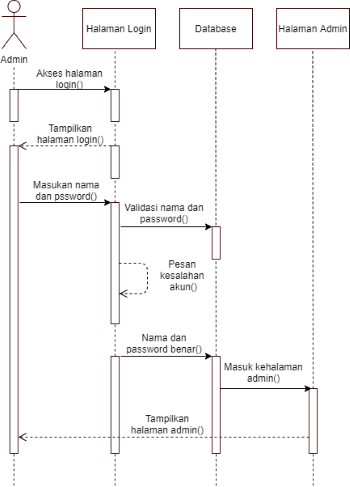 Halaman Login
Database
Halaman Admin
Admin
Akses halaman
login()
Tampilkan
halaman login()
Masukan nama
dan pssword()
Validasi nama dan
password()
Pesan
kesalahan
akun()
Nama dan
password benar()
Masuk kehalaman
admin()
Tampilkan
halaman admin()